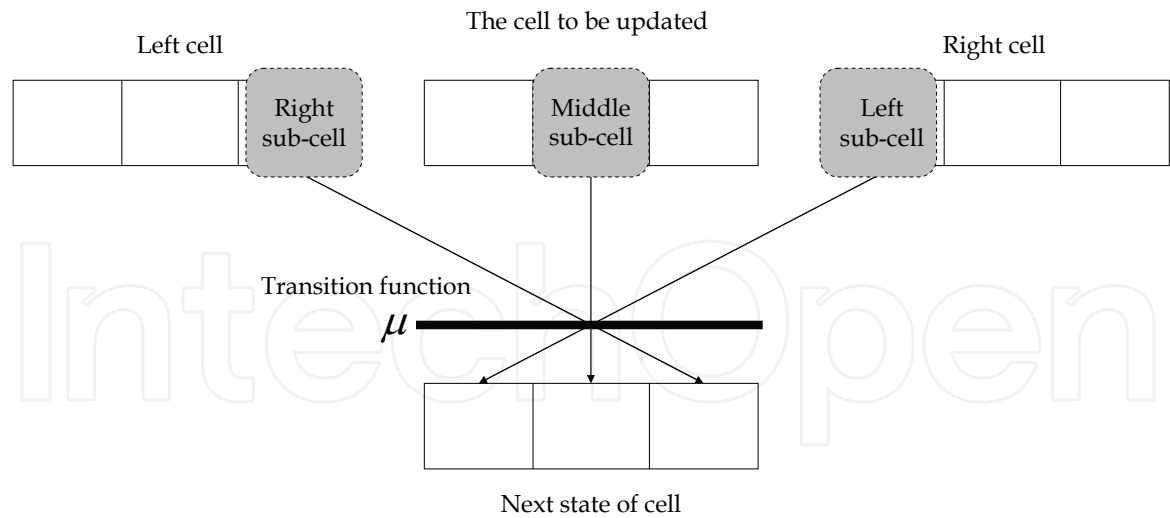 The cell to be updated
Left cell
Right cell
Right
sub-cell
Middle
sub-cell
Left
sub-cell
Transition function
μ
IntechOpen
Next state of cell